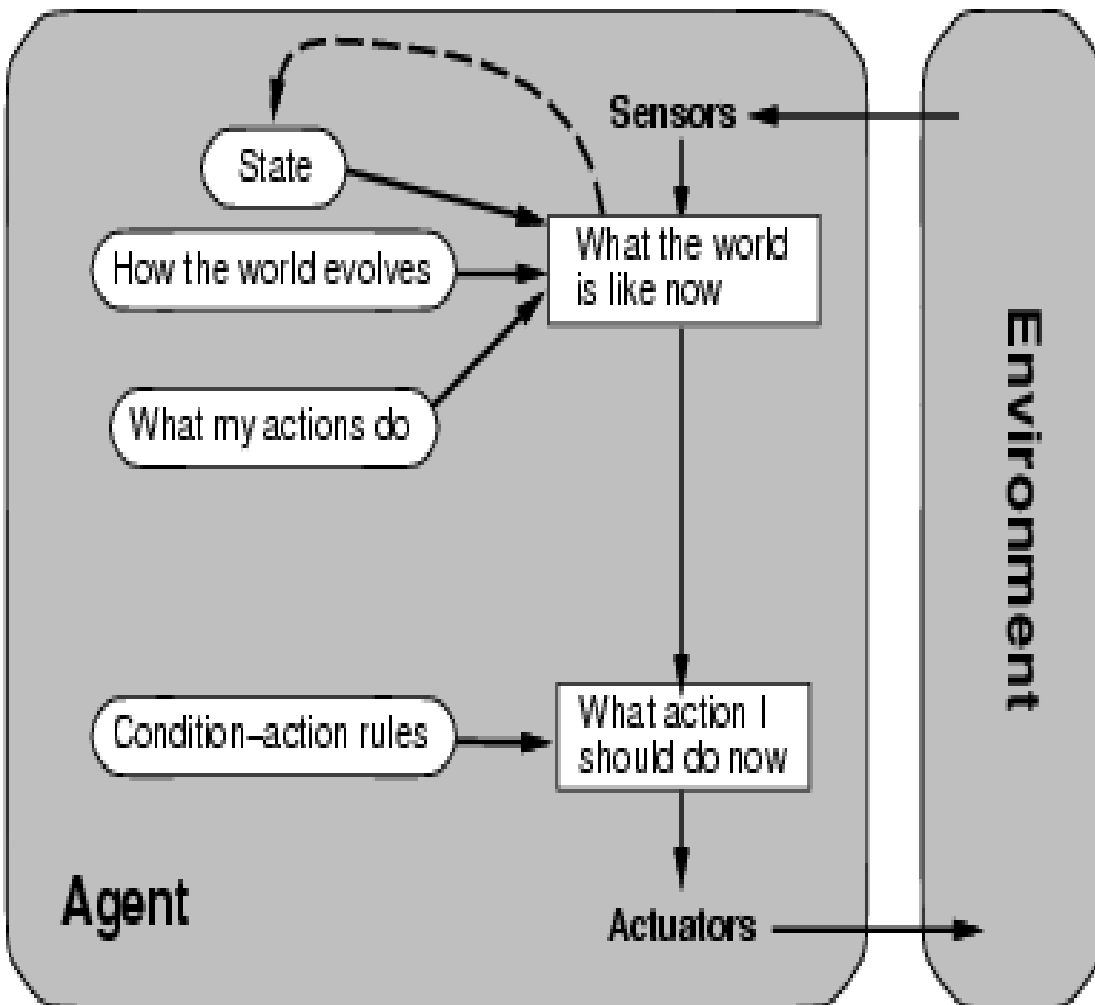 Sensors
State
What the world
is like now
How the world evolves
What my actions do
Environment
Condition–action rules
What action I
should do now
Agent
Actuators